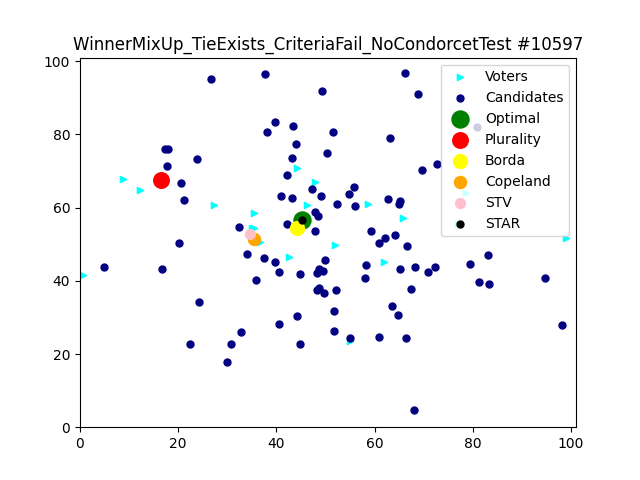 WinnerMixUp_TieExists_CriteriaFail_NoCondorcetTest #10597
100
80
60
40
20
0
0
20
40
60
80
100
Voters
Candidates
Optimal
Plurality
Borda
Copeland
STV
STAR